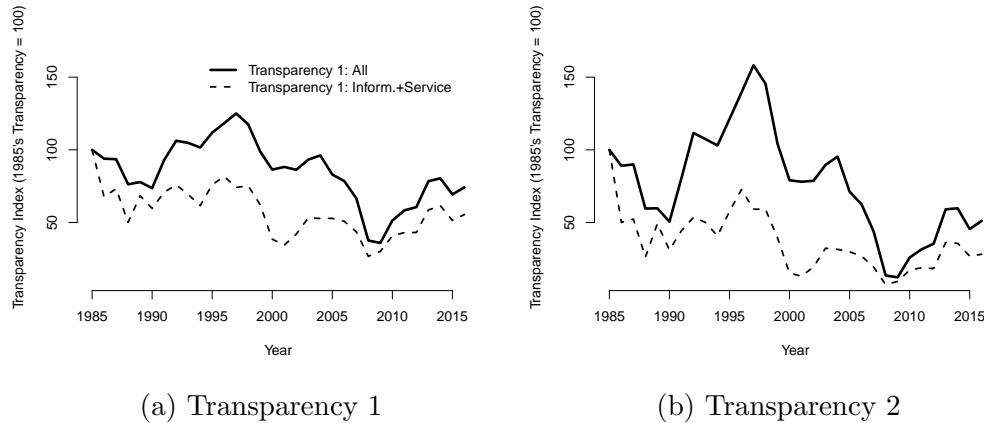 Transparency Index (1985's Transparency = 100)
150
100
50
Transparency 1: All
Transparency 1: Inform.+Service
1985 1990 1995 2000 2005 2010 2015
Year
(a) Transparency 1
Transparency Index (1985's Transparency = 100)
150
100
50
1985 1990 1995 2000 2005 2010 2015
Year
(b) Transparency 2